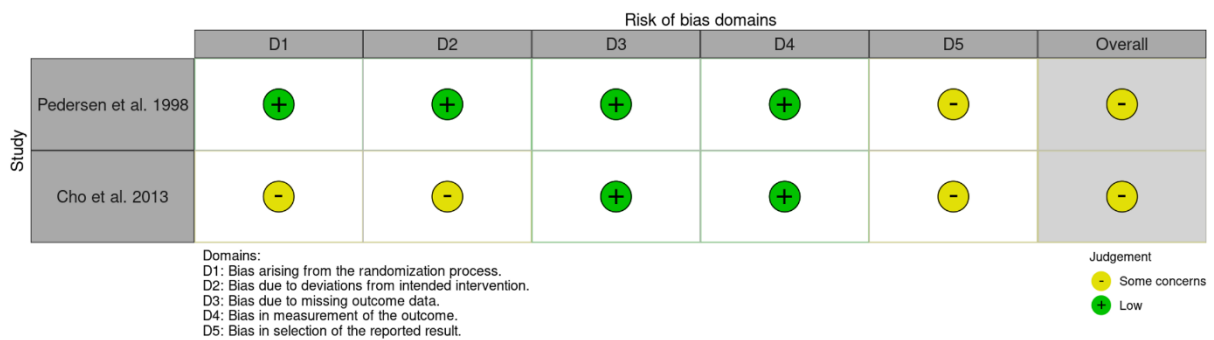 Risk of bias domains
D1 D2 D3 D4 D5 Overall
Study
Pedersen et al. 1998 + + + + - -
Cho et al. 2013 - - + + - -
Domains:
D1: Bias arising from the randomization process.
D2: Bias due to deviations from intended intervention.
D3: Bias due to missing outcome data.
D4: Bias in measurement of the outcome.
D5: Bias in selection of the reported result.
Judgement
- Some concerns
+ Low